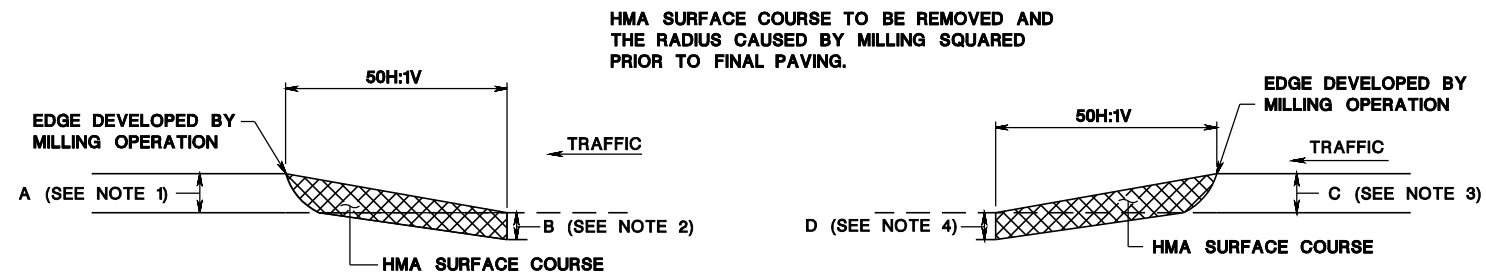 HMA SURFACE COURSE TO BE REMOVED AND
THE RADIUS CAUSED BY MILLING SQUARED
PRIOR TO FINAL PAVING.
50H:1V
EDGE DEVELOPED BY
MILLING OPERATION
TRAFFIC
A (SEE NOTE 1)
B (SEE NOTE 2)
HMA SURFACE COURSE
EDGE DEVELOPED BY
MILLING OPERATION
50H:1V
TRAFFIC
C (SEE NOTE 3)
D (SEE NOTE 4)
HMA SURFACE COURSE